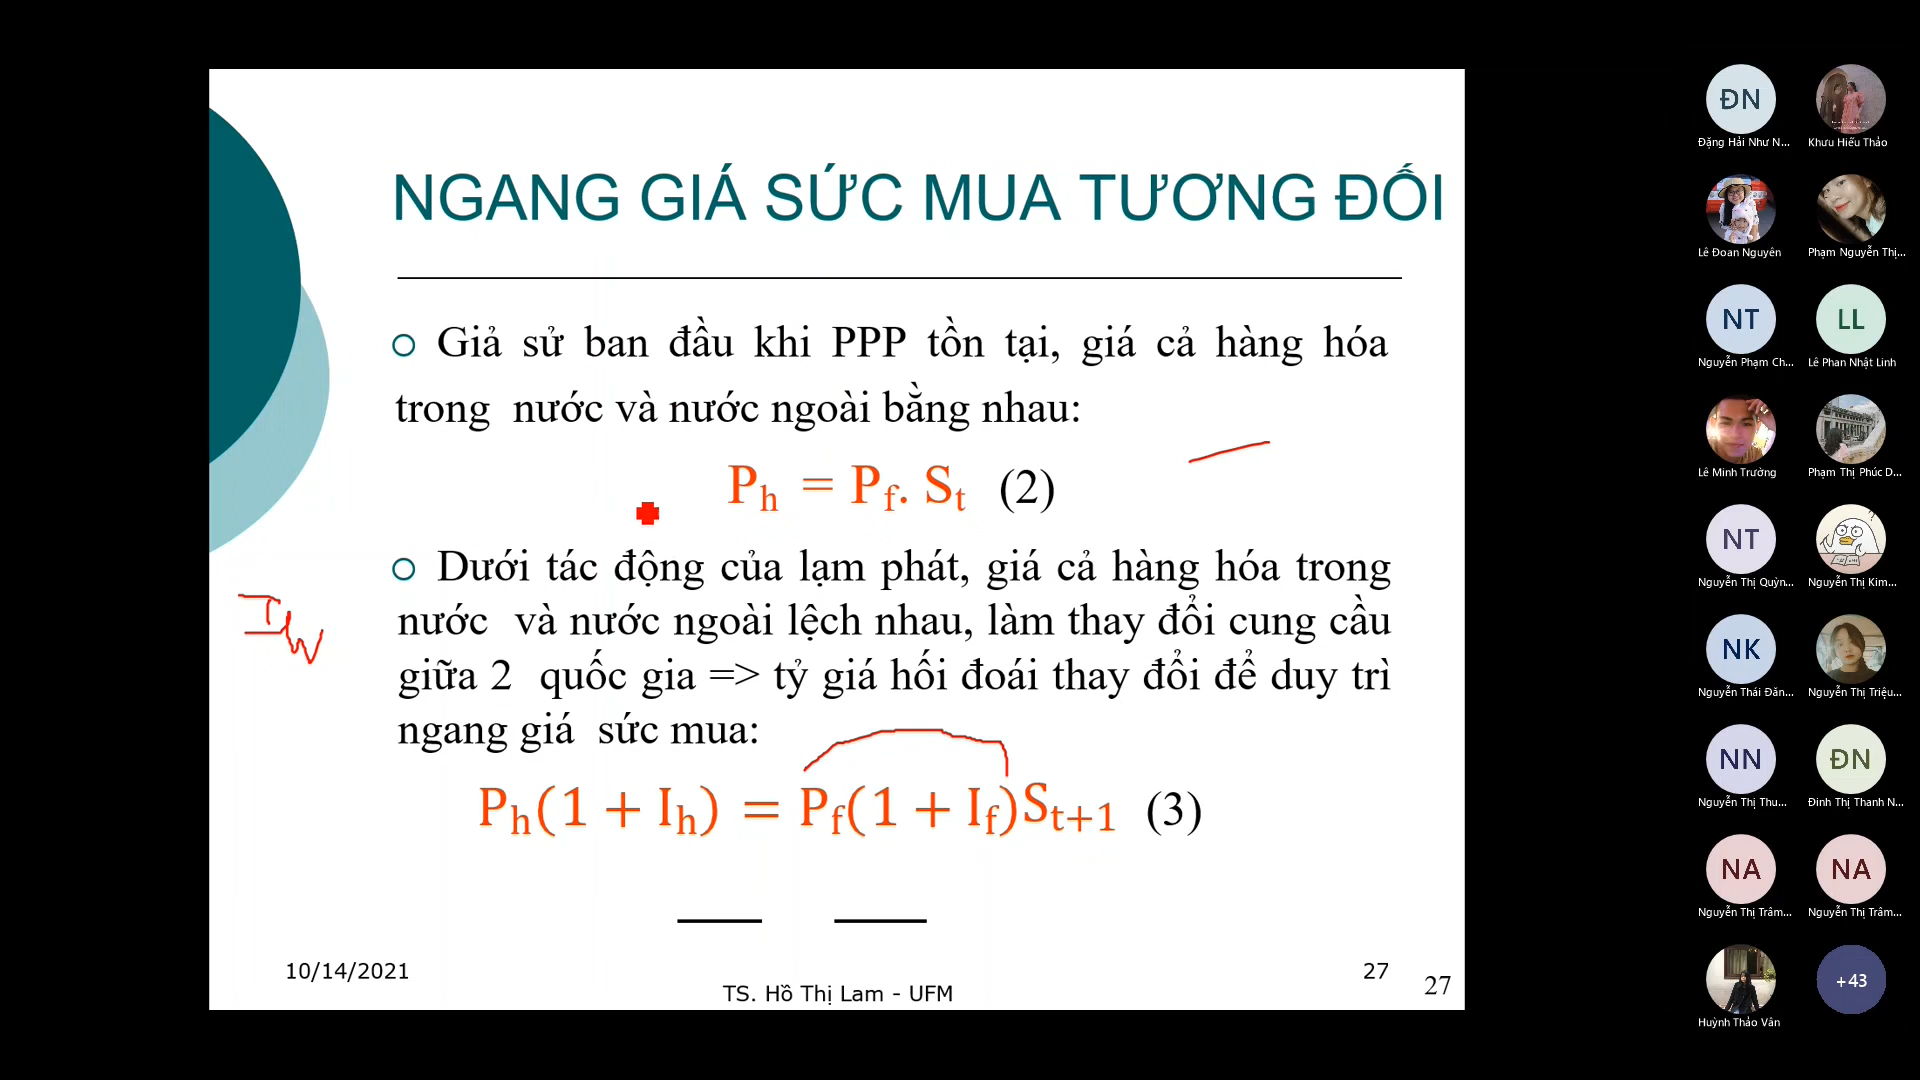 NGANG GIÁ SỨC MUA TƯƠNG ĐỐI
Giả sử ban đầu khi PPP tồn tại, giá cả hàng hóa
trong nước và nước ngoài bằng nhau:
Pₕ = P_f. Sₜ (2)
Dưới tác động của lạm phát, giá cả hàng hóa trong
nước và nước ngoài lệch nhau, làm thay đổi cung cầu
giữa 2 quốc gia => tỷ giá hối đoái thay đổi để duy trì
ngang giá sức mua:
Pₕ(1 + Iₕ) = P_f(1 + I_f)Sₜ₊₁ (3)
10/14/2021
TS. Hồ Thị Lam - UFM
27
27
ĐN
Đặng Hải Như N...
Khưu Hiếu Thảo
Lê Đoan Nguyên
Phạm Nguyễn Thị...
NT
Nguyễn Phạm Ch...
LL
Lê Phan Nhật Linh
Lê Minh Trường
Phạm Thị Phúc D...
NT
Nguyễn Thị Quỳn...
Nguyễn Thị Kim...
NK
Nguyễn Thái Đăn...
Nguyễn Thị Triệu...
NN
Nguyễn Thị Thu...
ĐN
Đinh Thị Thanh N...
NA
Nguyễn Thị Trâm...
NA
Nguyễn Thị Trâm...
Huỳnh Thảo Vân
+43